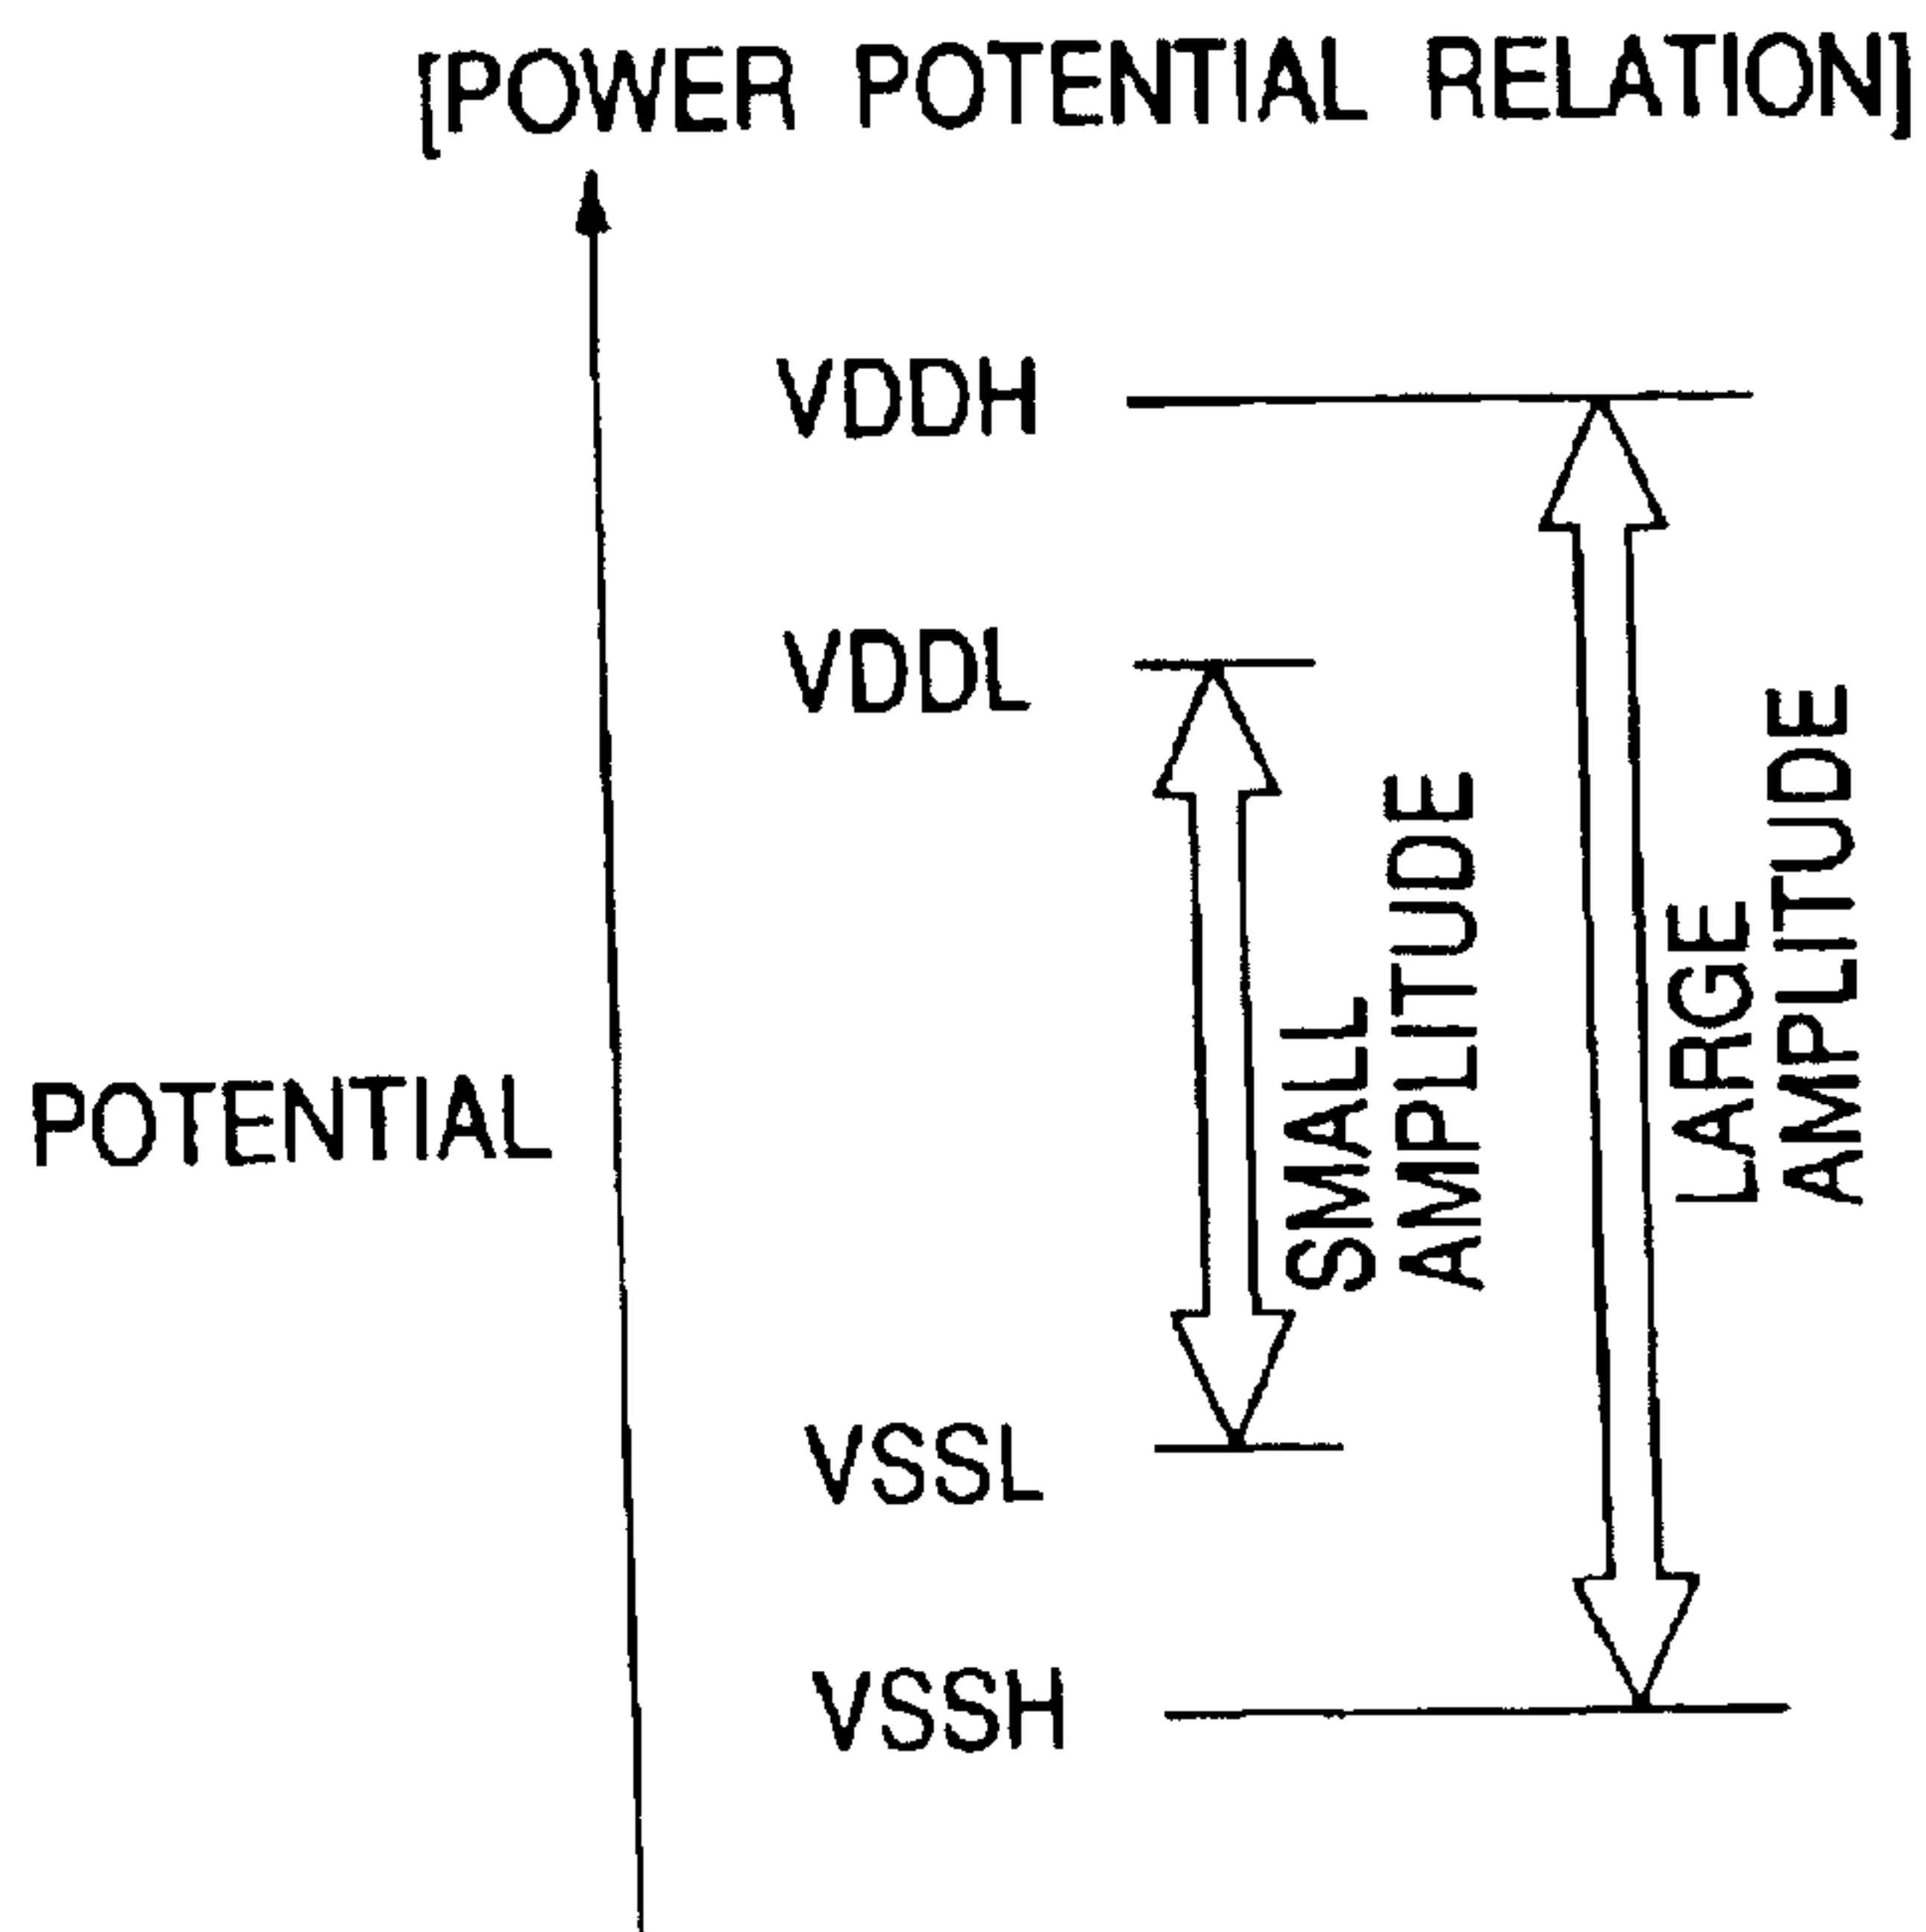 [POWER POTENTIAL RELATION]
VDDH
VDDL
POTENTIAL
SMALL
AMPLITUDE
LARGE
AMPLITUDE
VSSL
VSSH